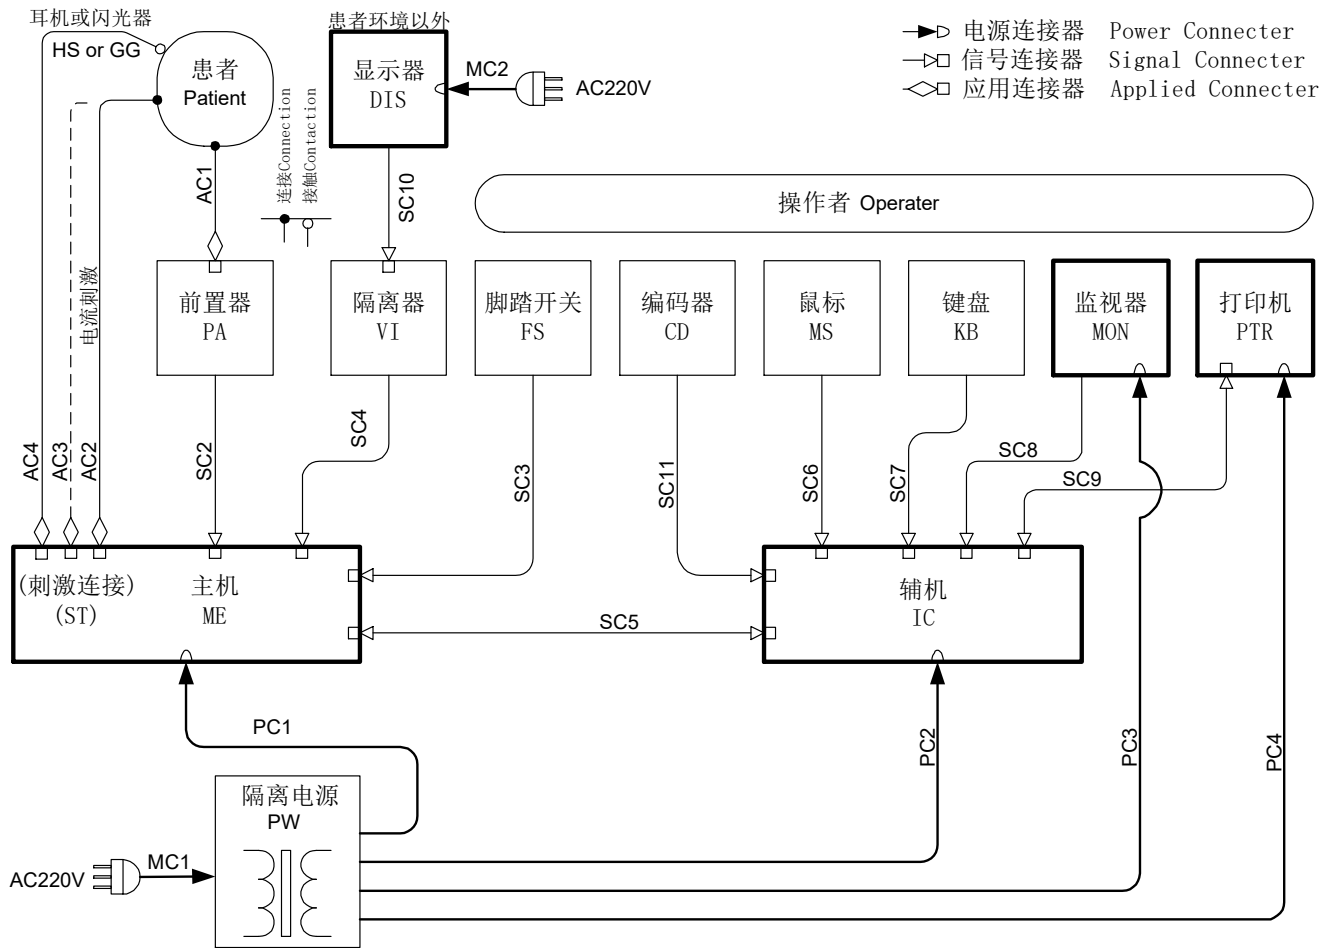 耳机或闪光器
HS or GG
患者
Patient
患者环境以外
显示器
DIS
MC2
AC220V
电源连接器 Power Connecter
信号连接器 Signal Connecter
应用连接器 Applied Connecter
连接Connection
接触Contaction
AC1
SC10
操作者 Operater
电流刺激
前置器
PA
隔离器
VI
脚踏开关
FS
编码器
CD
鼠标
MS
键盘
KB
监视器
MON
打印机
PTR
AC4
AC3
AC2
SC2
SC4
SC3
SC11
SC6
SC7
SC8
SC9
(刺激连接)
(ST)
主机
ME
SC5
辅机
IC
PC1
PC2
PC3
PC4
隔离电源
PW
AC220V
MC1